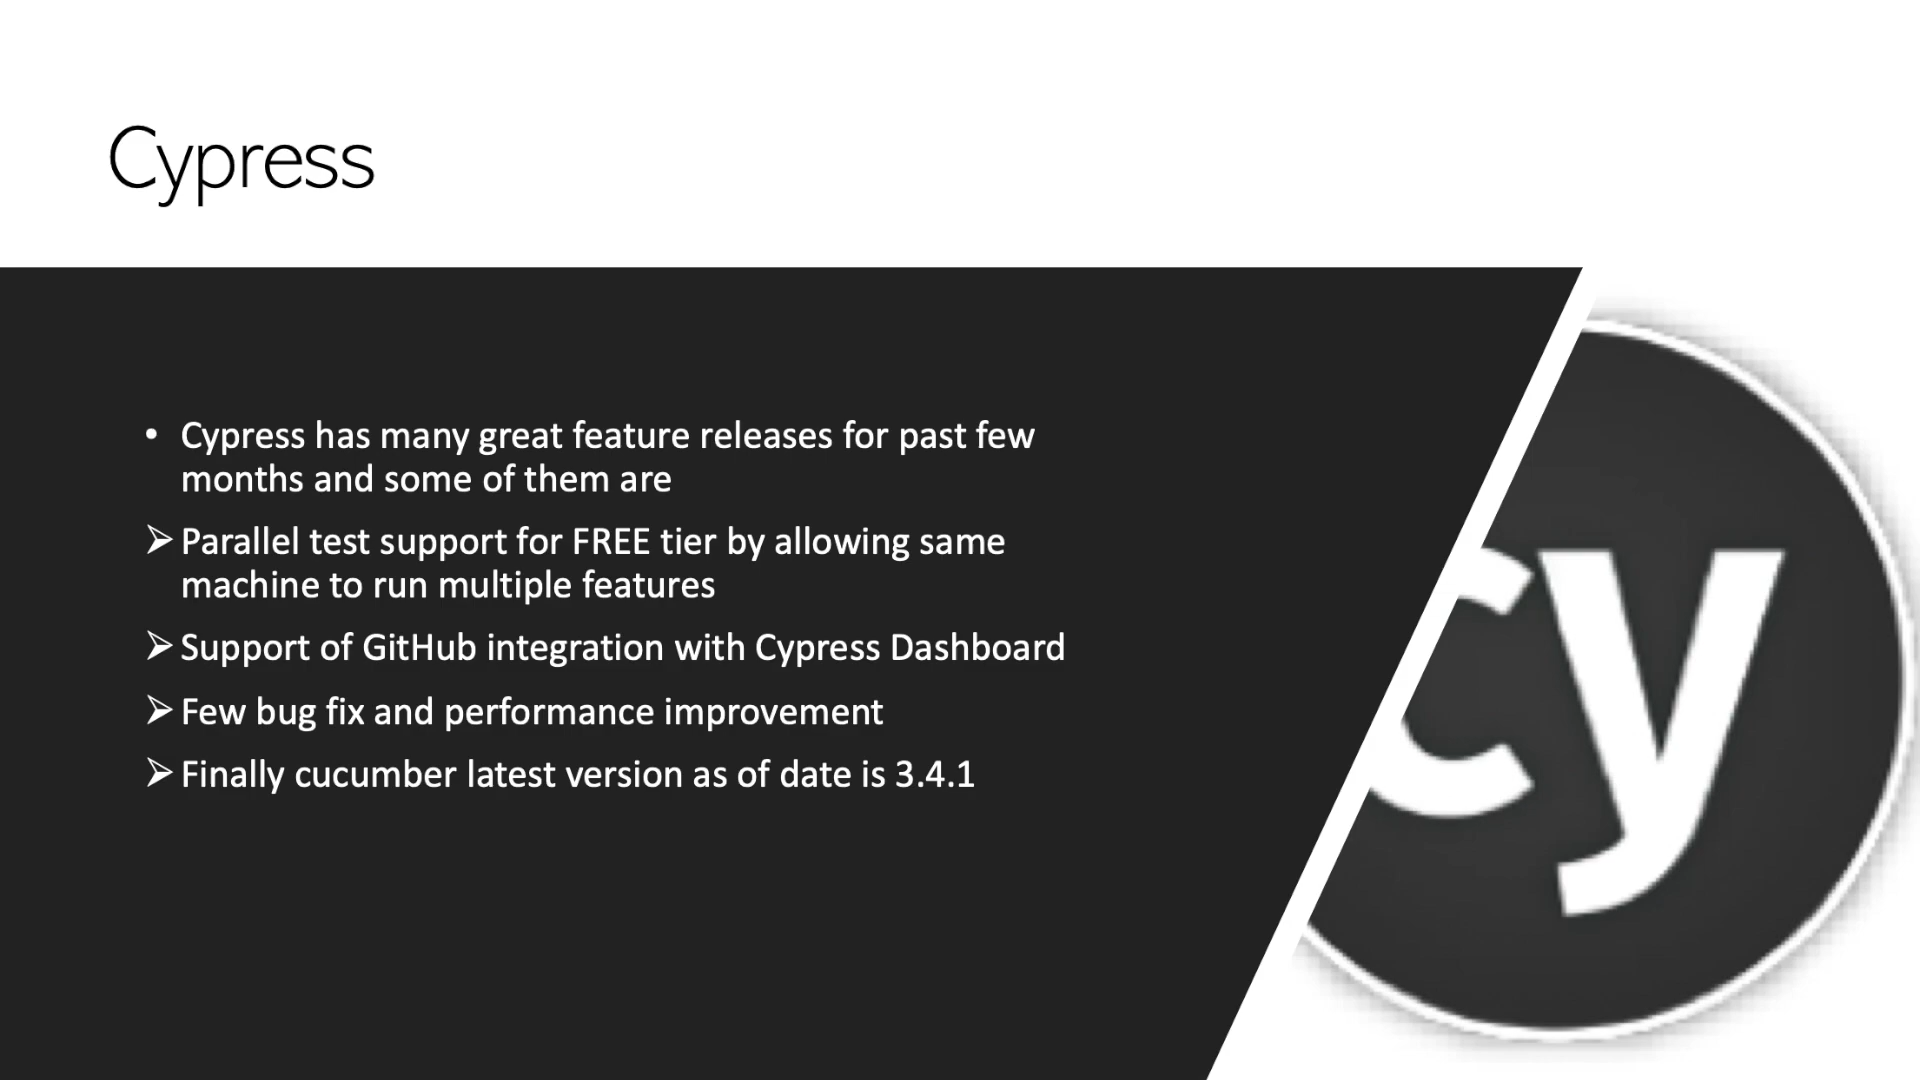 Cypress
• Cypress has many great feature releases for past few
months and some of them are
➢ Parallel test support for FREE tier by allowing same
machine to run multiple features
➢ Support of GitHub integration with Cypress Dashboard
➢ Few bug fix and performance improvement
➢ Finally cucumber latest version as of date is 3.4.1
cy